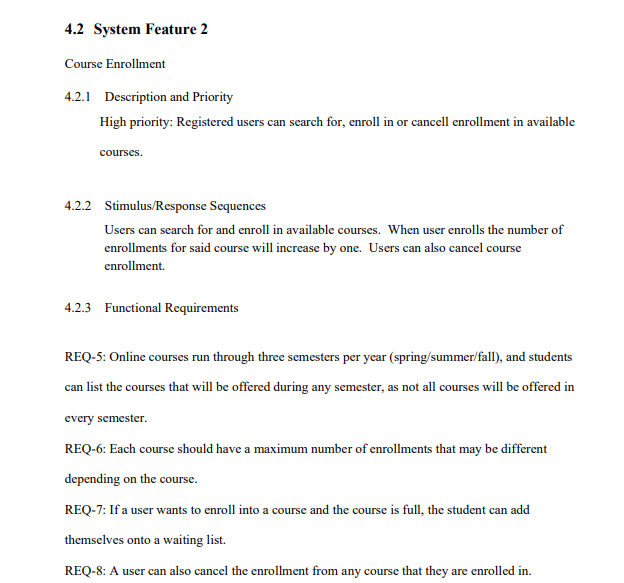 4.2 System Feature 2
Course Enrollment
4.2.1 Description and Priority
High priority: Registered users can search for, enroll in or cancell enrollment in available
courses.
4.2.2 Stimulus/Response Sequences
Users can search for and enroll in available courses. When user enrolls the number of
enrollments for said course will increase by one. Users can also cancel course
enrollment.
4.2.3 Functional Requirements
REQ-5: Online courses run through three semesters per year (spring/summer/fall), and students
can list the courses that will be offered during any semester, as not all courses will be offered in
every semester.
REQ-6: Each course should have a maximum number of enrollments that may be different
depending on the course.
REQ-7: If a user wants to enroll into a course and the course is full, the student can add
themselves onto a waiting list.
REQ-8: A user can also cancel the enrollment from any course that they are enrolled in.